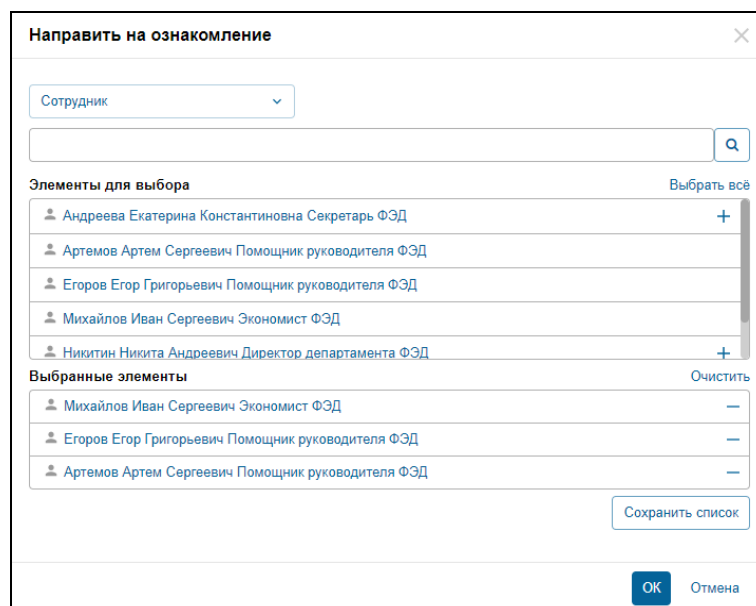 Направить на ознакомление
Сотрудник
Элементы для выбора Выбрать всё
Андреева Екатерина Константиновна Секретарь ФЭД
Артемов Артем Сергеевич Помощник руководителя ФЭД
Егоров Егор Григорьевич Помощник руководителя ФЭД
Михайлов Иван Сергеевич Экономист ФЭД
Никитин Никита Андреевич Директор департамента ФЭД
Выбранные элементы Очистить
Михайлов Иван Сергеевич Экономист ФЭД
Егоров Егор Григорьевич Помощник руководителя ФЭД
Артемов Артем Сергеевич Помощник руководителя ФЭД
Сохранить список
ОК Отмена